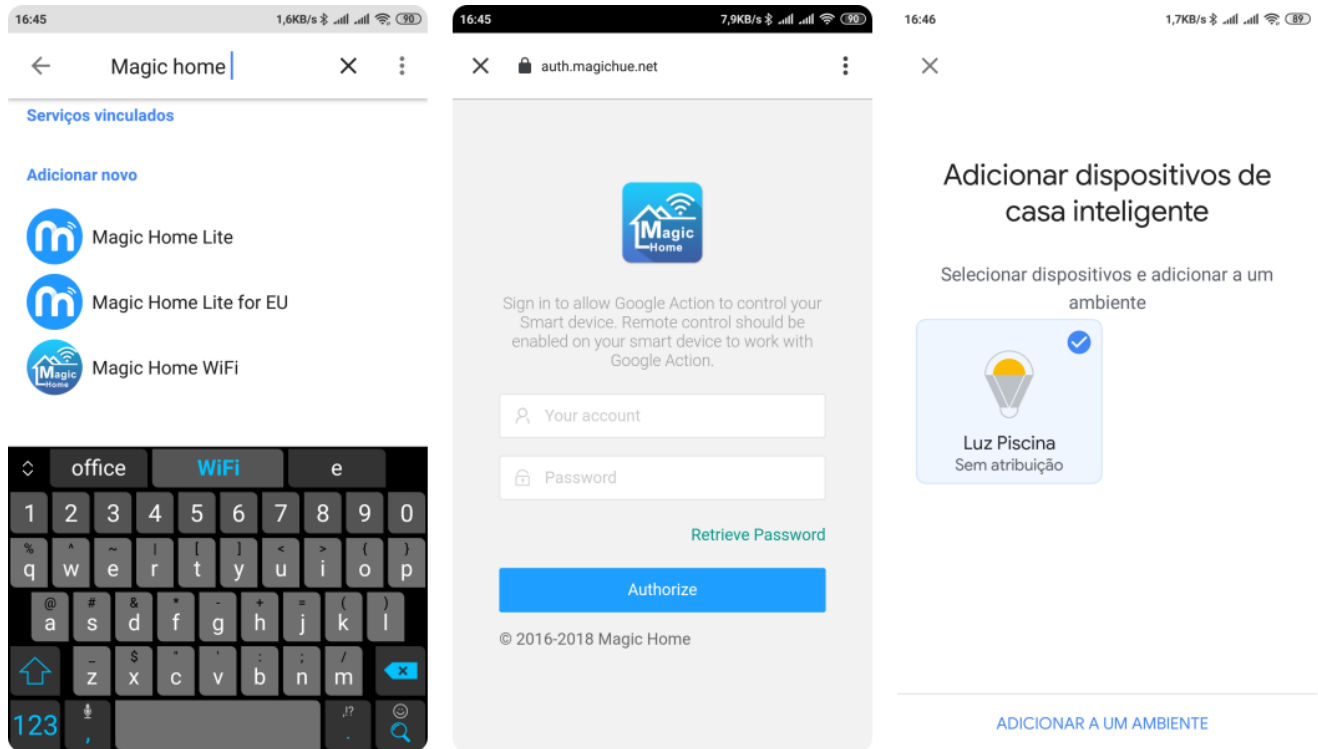 16:45
1,6KB/s
90
Magic home
Serviços vinculados
Adicionar novo
Magic Home Lite
Magic Home Lite for EU
Magic
Home
Magic Home WiFi
office
WiFi
e
1 2 3 4 5 6 7 8 9 0
% ^ ~ | [ ] < > { }
q w e r t y u i o p
@ # & * - + = ( )
a s d f g h j k l
_ $ " ' : ; /
z x c v b n m
123
,
,!?
.
16:45
7,9KB/s
90
auth.magichue.net
Magic
Home
Sign in to allow Google Action to control your
Smart device. Remote control should be
enabled on your smart device to work with
Google Action.
Your account
Password
Retrieve Password
Authorize
© 2016-2018 Magic Home
16:46
1,7KB/s
89
Adicionar dispositivos de
casa inteligente
Selecionar dispositivos e adicionar a um
ambiente
Luz Piscina
Sem atribuição
ADICIONAR A UM AMBIENTE